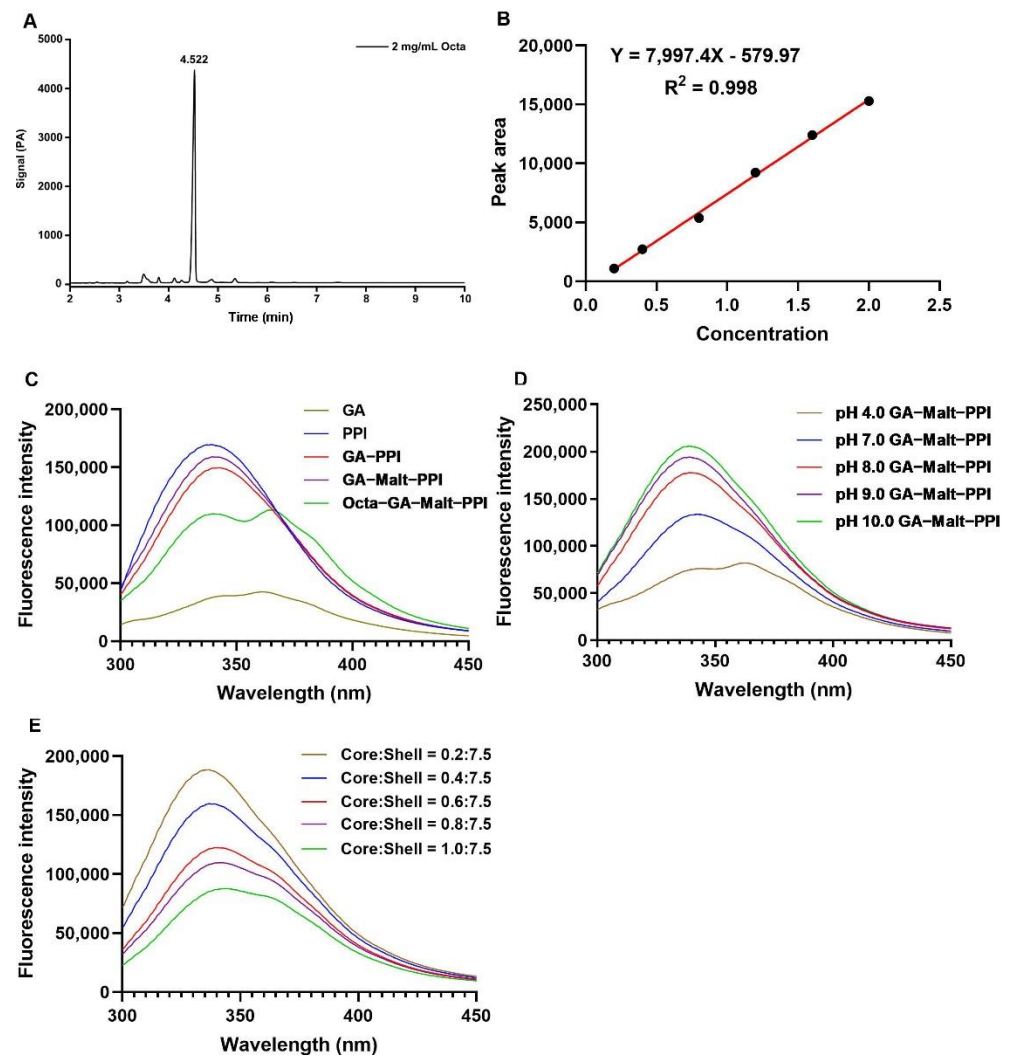 A
5000
4000
3000
2000
1000
0
Signal (PA)
4.522
2 mg/mL Octa
2 3 4 5 6 7 8 9 10
Time (min)
B
20,000
15,000
10,000
5,000
0
Peak area
Y = 7,997.4X - 579.97
R² = 0.998
0.0 0.5 1.0 1.5 2.0 2.5
Concentration
C
200,000
150,000
100,000
50,000
0
Fluorescence intensity
GA
PPI
GA-PPI
GA-Malt-PPI
Octa-GA-Malt-PPI
300 350 400 450
Wavelength (nm)
D
250,000
200,000
150,000
100,000
50,000
0
Fluorescence intensity
pH 4.0 GA-Malt-PPI
pH 7.0 GA-Malt-PPI
pH 8.0 GA-Malt-PPI
pH 9.0 GA-Malt-PPI
pH 10.0 GA-Malt-PPI
300 350 400 450
Wavelength (nm)
E
200,000
150,000
100,000
50,000
0
Fluorescence intensity
Core:Shell = 0.2:7.5
Core:Shell = 0.4:7.5
Core:Shell = 0.6:7.5
Core:Shell = 0.8:7.5
Core:Shell = 1.0:7.5
300 350 400 450
Wavelength (nm)